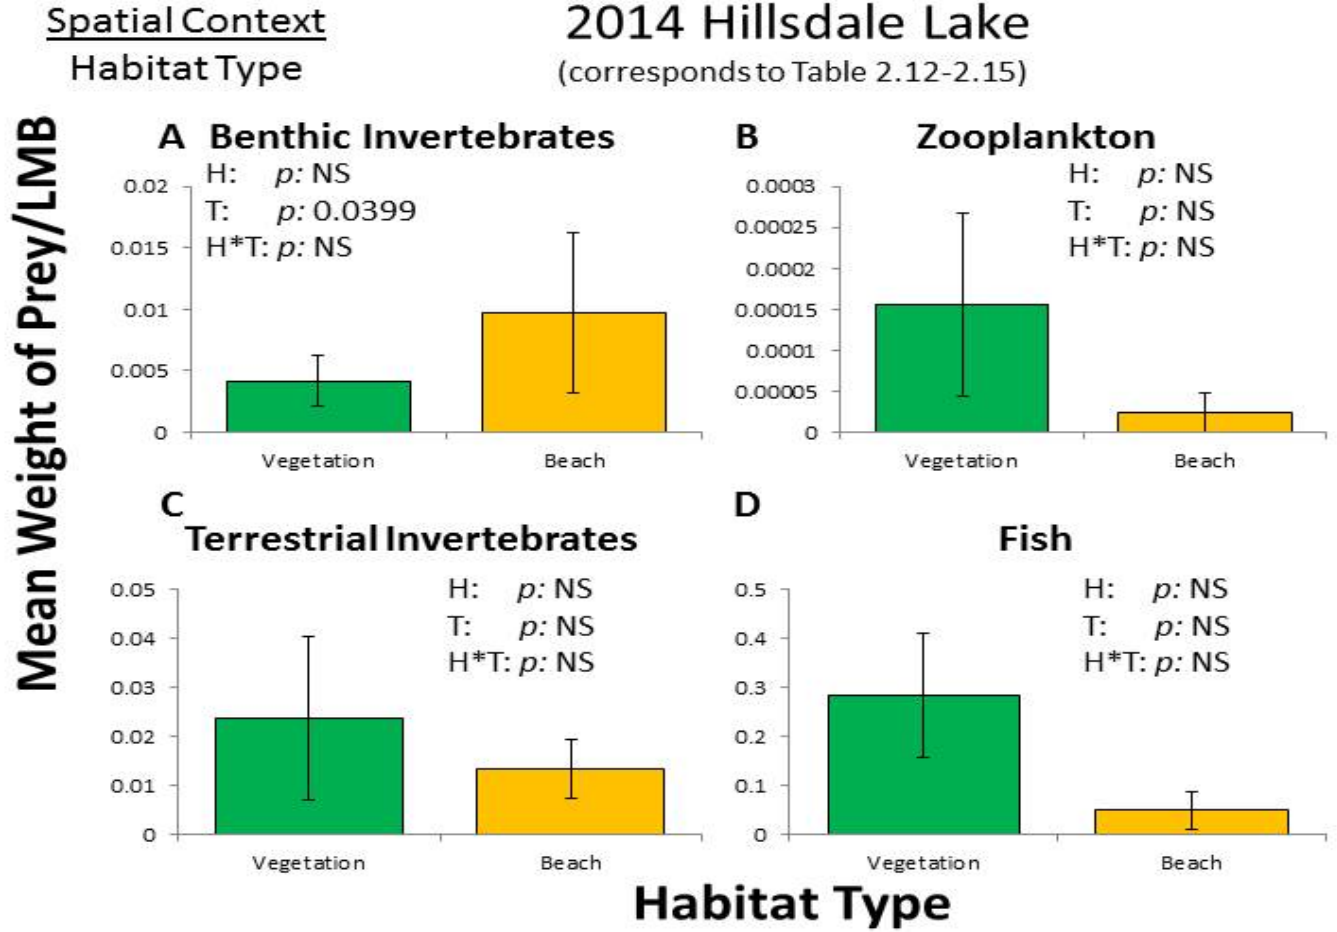 Spatial Context
Habitat Type
2014 Hillsdale Lake
(corresponds to Table 2.12-2.15)
Mean Weight of Prey/LMB
A Benthic Invertebrates
H: p: NS
T: p: 0.0399
H*T: p: NS
0.02
0.015
0.01
0.005
0
Vegetation Beach
B Zooplankton
H: p: NS
T: p: NS
H*T: p: NS
0.0003
0.00025
0.0002
0.00015
0.0001
0.00005
0
Vegetation Beach
C
Terrestrial Invertebrates
H: p: NS
T: p: NS
H*T: p: NS
0.05
0.04
0.03
0.02
0.01
0
Vegetation Beach
D
Fish
H: p: NS
T: p: NS
H*T: p: NS
0.5
0.4
0.3
0.2
0.1
0
Vegetation Beach
Habitat Type